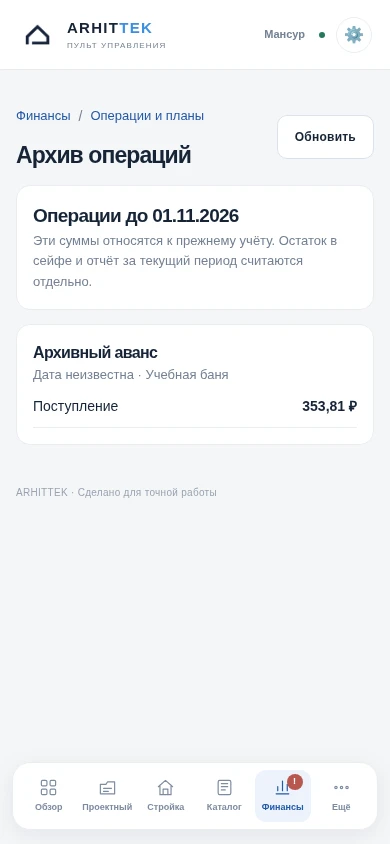 ARHITTEK
ПУЛЬТ УПРАВЛЕНИЯ
Мансур
Финансы / Операции и планы
Обновить
Архив операций
Операции до 01.11.2026
Эти суммы относятся к прежнему учёту. Остаток в
сейфе и отчёт за текущий период считаются
отдельно.
Архивный аванс
Дата неизвестна · Учебная баня
Поступление 353,81 ₽
ARHITTEK · Сделано для точной работы
!
Обзор Проектный Стройка Каталог Финансы Ещё